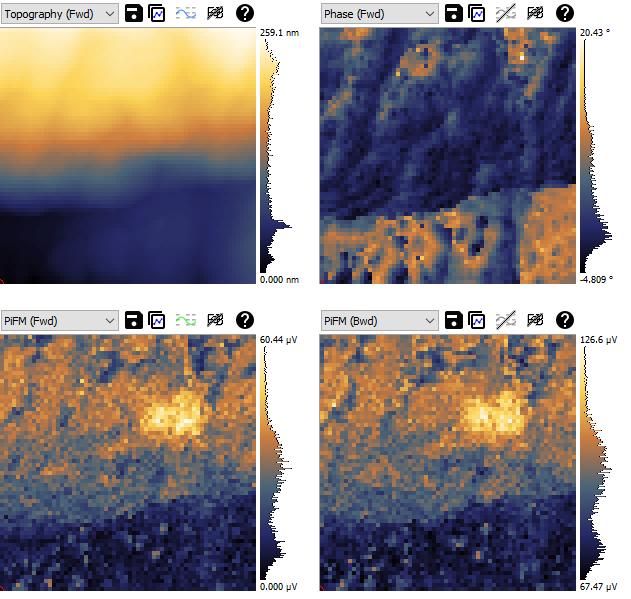 Topography (Fwd)
?
259.1 nm
0.000 nm
Phase (Fwd)
?
20.43 °
-4.809 °
PiFM (Fwd)
?
60.44 µV
0.000 µV
PiFM (Bwd)
?
126.6 µV
67.47 µV